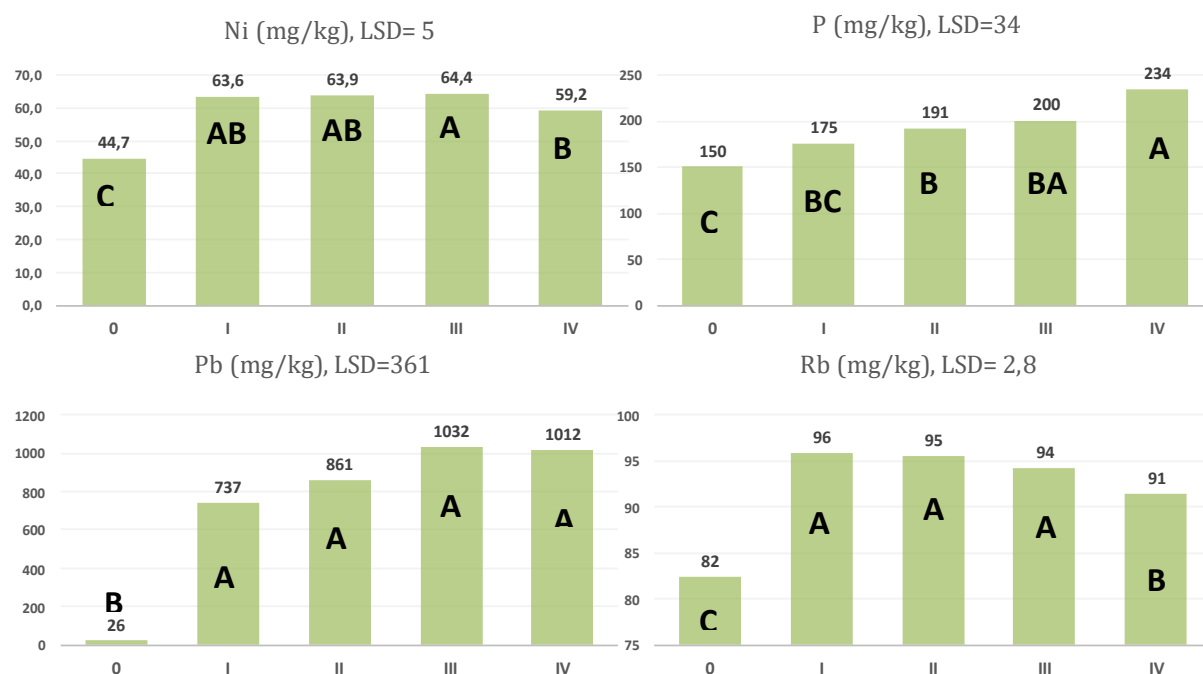 Ni (mg/kg), LSD= 5
70,0
60,0
50,0
40,0
30,0
20,0
10,0
0,0
44,7
63,6
63,9
64,4
59,2
C
AB
AB
A
B
0
I
II
III
IV
P (mg/kg), LSD=34
250
200
150
100
50
0
150
175
191
200
234
C
BC
B
BA
A
0
I
II
III
IV
Pb (mg/kg), LSD=361
1200
1000
800
600
400
200
0
26
737
861
1032
1012
B
A
A
A
A
0
I
II
III
IV
Rb (mg/kg), LSD= 2,8
100
95
90
85
80
75
82
96
95
94
91
C
A
A
A
B
0
I
II
III
IV